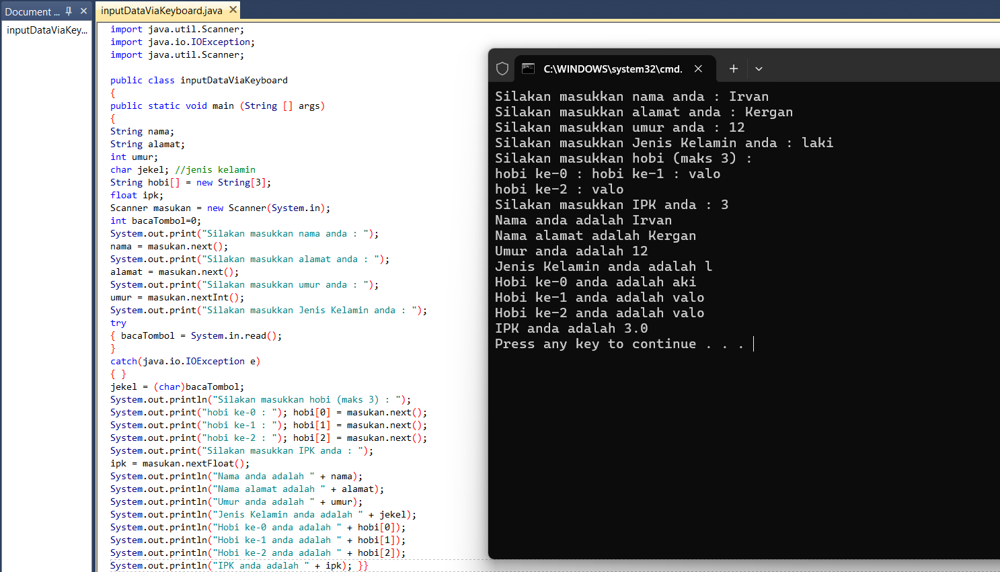 Document ...
inputDataViaKeyboard.java
inputDataViaKey...
import java.util.Scanner;
import java.io.IOException;
import java.util.Scanner;
public class inputDataViaKeyboard
{
public static void main (String [] args)
{
String nama;
String alamat;
int umur;
char jekel; //jenis kelamin
String hobi[] = new String[3];
float ipk;
Scanner masukan = new Scanner(System.in);
int bacaTombol=0;
System.out.print("Silakan masukkan nama anda : ");
nama = masukan.next();
System.out.print("Silakan masukkan alamat anda : ");
alamat = masukan.next();
System.out.print("Silakan masukkan umur anda : ");
umur = masukan.nextInt();
System.out.print("Silakan masukkan Jenis Kelamin anda : ");
try
{ bacaTombol = System.in.read();
}
catch(java.io.IOException e)
{ }
jekel = (char)bacaTombol;
System.out.println("Silakan masukkan hobi (maks 3) : ");
System.out.print("hobi ke-0 : "); hobi[0] = masukan.next();
System.out.print("hobi ke-1 : "); hobi[1] = masukan.next();
System.out.print("hobi ke-2 : "); hobi[2] = masukan.next();
System.out.print("Silakan masukkan IPK anda : ");
ipk = masukan.nextFloat();
System.out.println("Nama anda adalah " + nama);
System.out.println("Nama alamat adalah " + alamat);
System.out.println("Umur anda adalah " + umur);
System.out.println("Jenis Kelamin anda adalah " + jekel);
System.out.println("Hobi ke-0 anda adalah " + hobi[0]);
System.out.println("Hobi ke-1 anda adalah " + hobi[1]);
System.out.println("Hobi ke-2 anda adalah " + hobi[2]);
System.out.println("IPK anda adalah " + ipk); }}
C:\WINDOWS\system32\cmd.
Silakan masukkan nama anda : Irvan
Silakan masukkan alamat anda : Kergan
Silakan masukkan umur anda : 12
Silakan masukkan Jenis Kelamin anda : laki
Silakan masukkan hobi (maks 3) :
hobi ke-0 : hobi ke-1 : valo
hobi ke-2 : valo
Silakan masukkan IPK anda : 3
Nama anda adalah Irvan
Nama alamat adalah Kergan
Umur anda adalah 12
Jenis Kelamin anda adalah l
Hobi ke-0 anda adalah aki
Hobi ke-1 anda adalah valo
Hobi ke-2 anda adalah valo
IPK anda adalah 3.0
Press any key to continue . . .